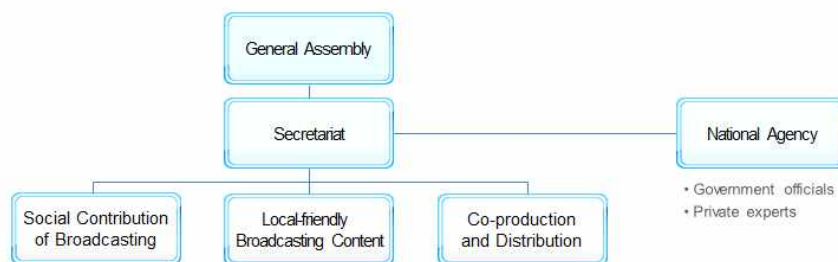 General Assembly
Secretariat
National Agency
• Government officials
• Private experts
Social Contribution
of Broadcasting
Local-friendly
Broadcasting Content
Co-production
and Distribution